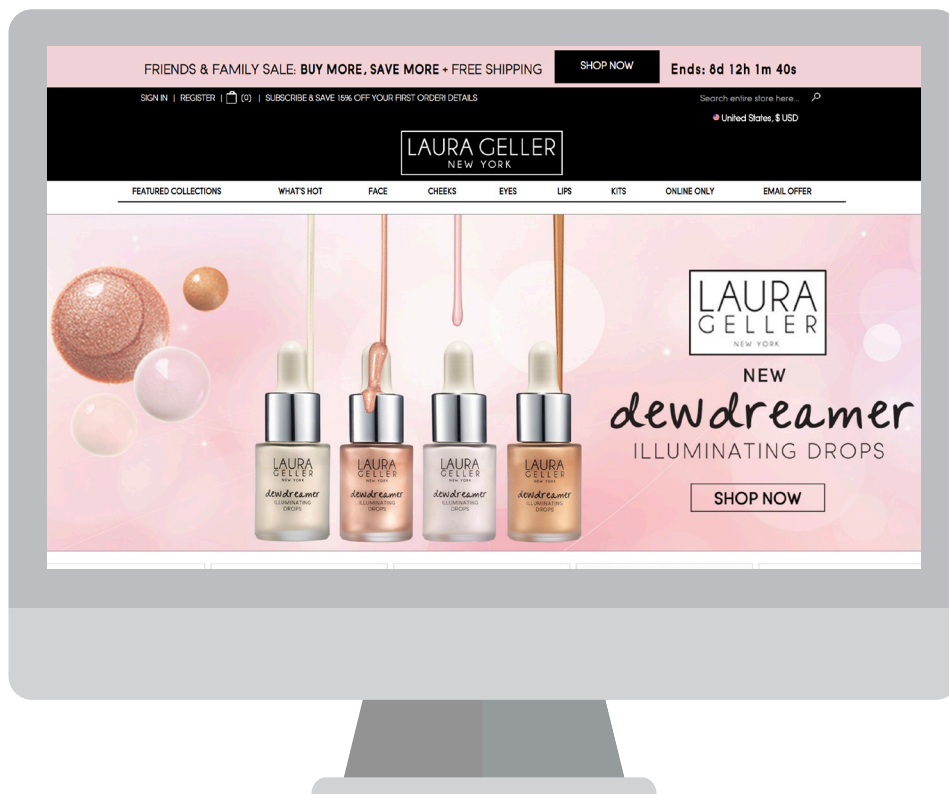 FRIENDS & FAMILY SALE: BUY MORE, SAVE MORE + FREE SHIPPING SHOP NOW Ends: 8d 12h 1m 40s
SIGN IN | REGISTER | (0) | SUBSCRIBE & SAVE 15% OFF YOUR FIRST ORDER! DETAILS Search entire store here...
United States, $ USD
LAURA GELLER
NEW YORK
FEATURED COLLECTIONS WHAT'S HOT FACE CHEEKS EYES LIPS KITS ONLINE ONLY EMAIL OFFER
LAURA
GELLER
NEW YORK
NEW
dewdreamer
ILLUMINATING DROPS
SHOP NOW
LAURA
GELLER
NEW YORK
dewdreamer
ILLUMINATING
DROPS
LAURA
GELLER
NEW YORK
dewdreamer
ILLUMINATING
DROPS
LAURA
GELLER
NEW YORK
dewdreamer
ILLUMINATING
DROPS
LAURA
GELLER
NEW YORK
dewdreamer
ILLUMINATING
DROPS